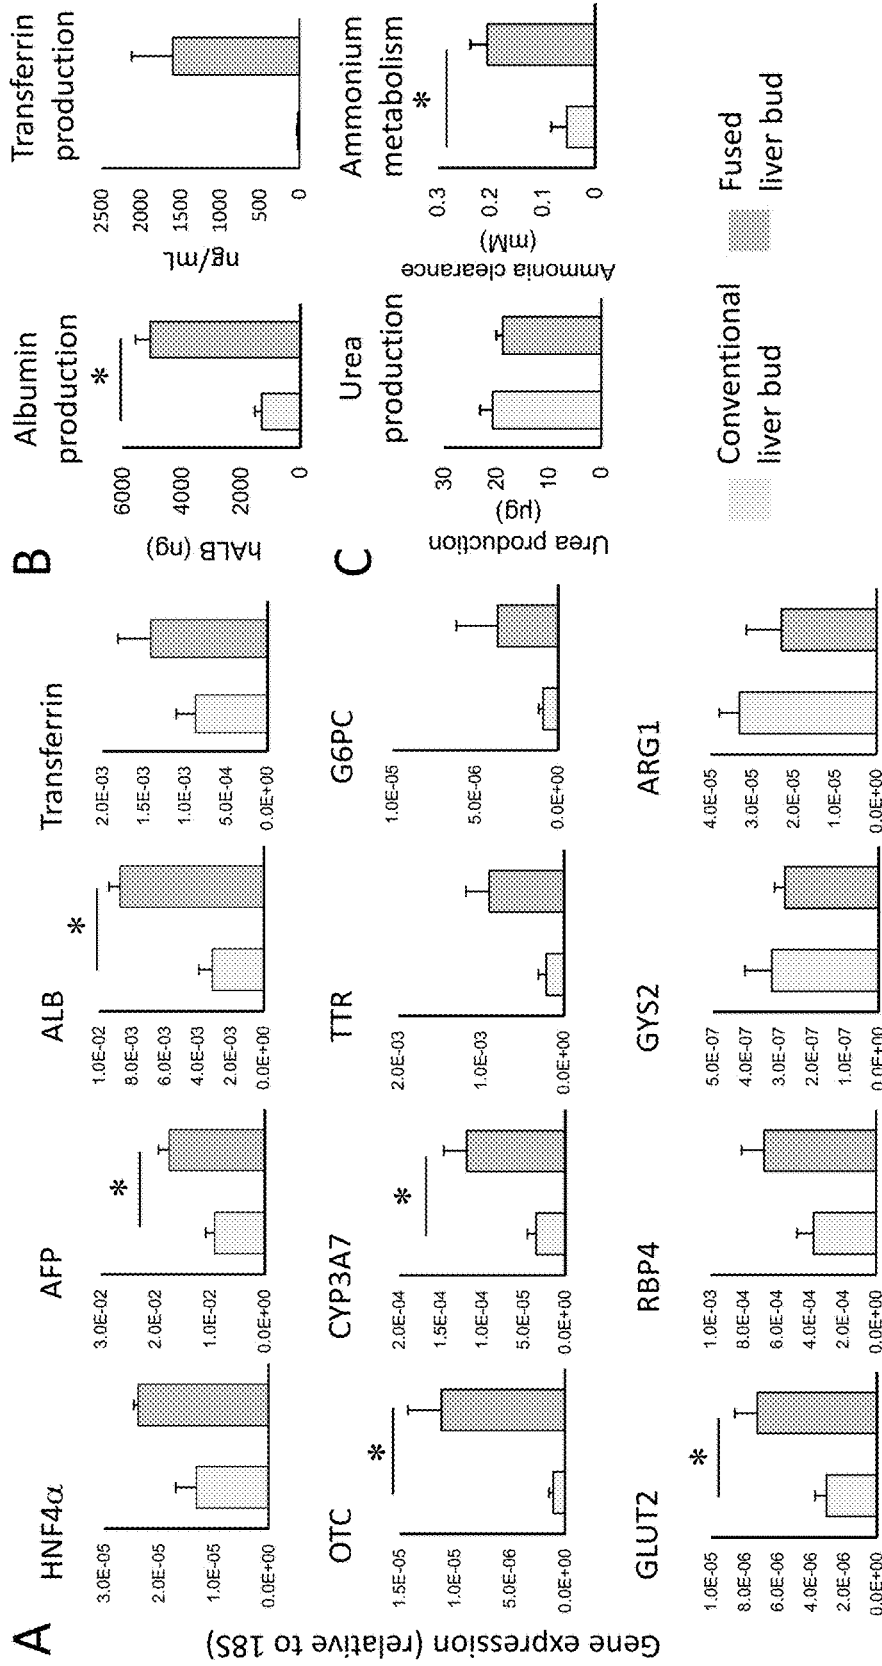 A
Gene expression (relative to 18S)
HNF4α
3.0E-05
2.0E-05
1.0E-05
0.0E+00
AFP
3.0E-02
2.0E-02
1.0E-02
0.0E+00
*
ALB
1.0E-02
8.0E-03
6.0E-03
4.0E-03
2.0E-03
0.0E+00
*
Transferrin
2.0E-03
1.5E-03
1.0E-03
5.0E-04
0.0E+00
OTC
1.5E-05
1.0E-05
5.0E-06
0.0E+00
*
CYP3A7
2.0E-04
1.5E-04
1.0E-04
5.0E-05
0.0E+00
*
TTR
2.0E-03
1.0E-03
0.0E+00
G6PC
1.0E-05
5.0E-06
0.0E+00
GLUT2
1.0E-05
8.0E-06
6.0E-06
4.0E-06
2.0E-06
0.0E+00
*
RBP4
1.0E-03
8.0E-04
6.0E-04
4.0E-04
2.0E-04
0.0E+00
GYS2
5.0E-07
4.0E-07
3.0E-07
2.0E-07
1.0E-07
0.0E+00
ARG1
4.0E-05
3.0E-05
2.0E-05
1.0E-05
0.0E+00
B
Albumin
production
hALB (ng)
6000
4000
2000
0
*
Transferrin
production
ng/mL
2500
2000
1500
1000
500
0
C
Urea
production
Urea production
(μg)
30
20
10
0
Ammonium
metabolism
Ammonia clearance
(mM)
0.3
0.2
0.1
0
*
Conventional
liver bud
Fused
liver bud